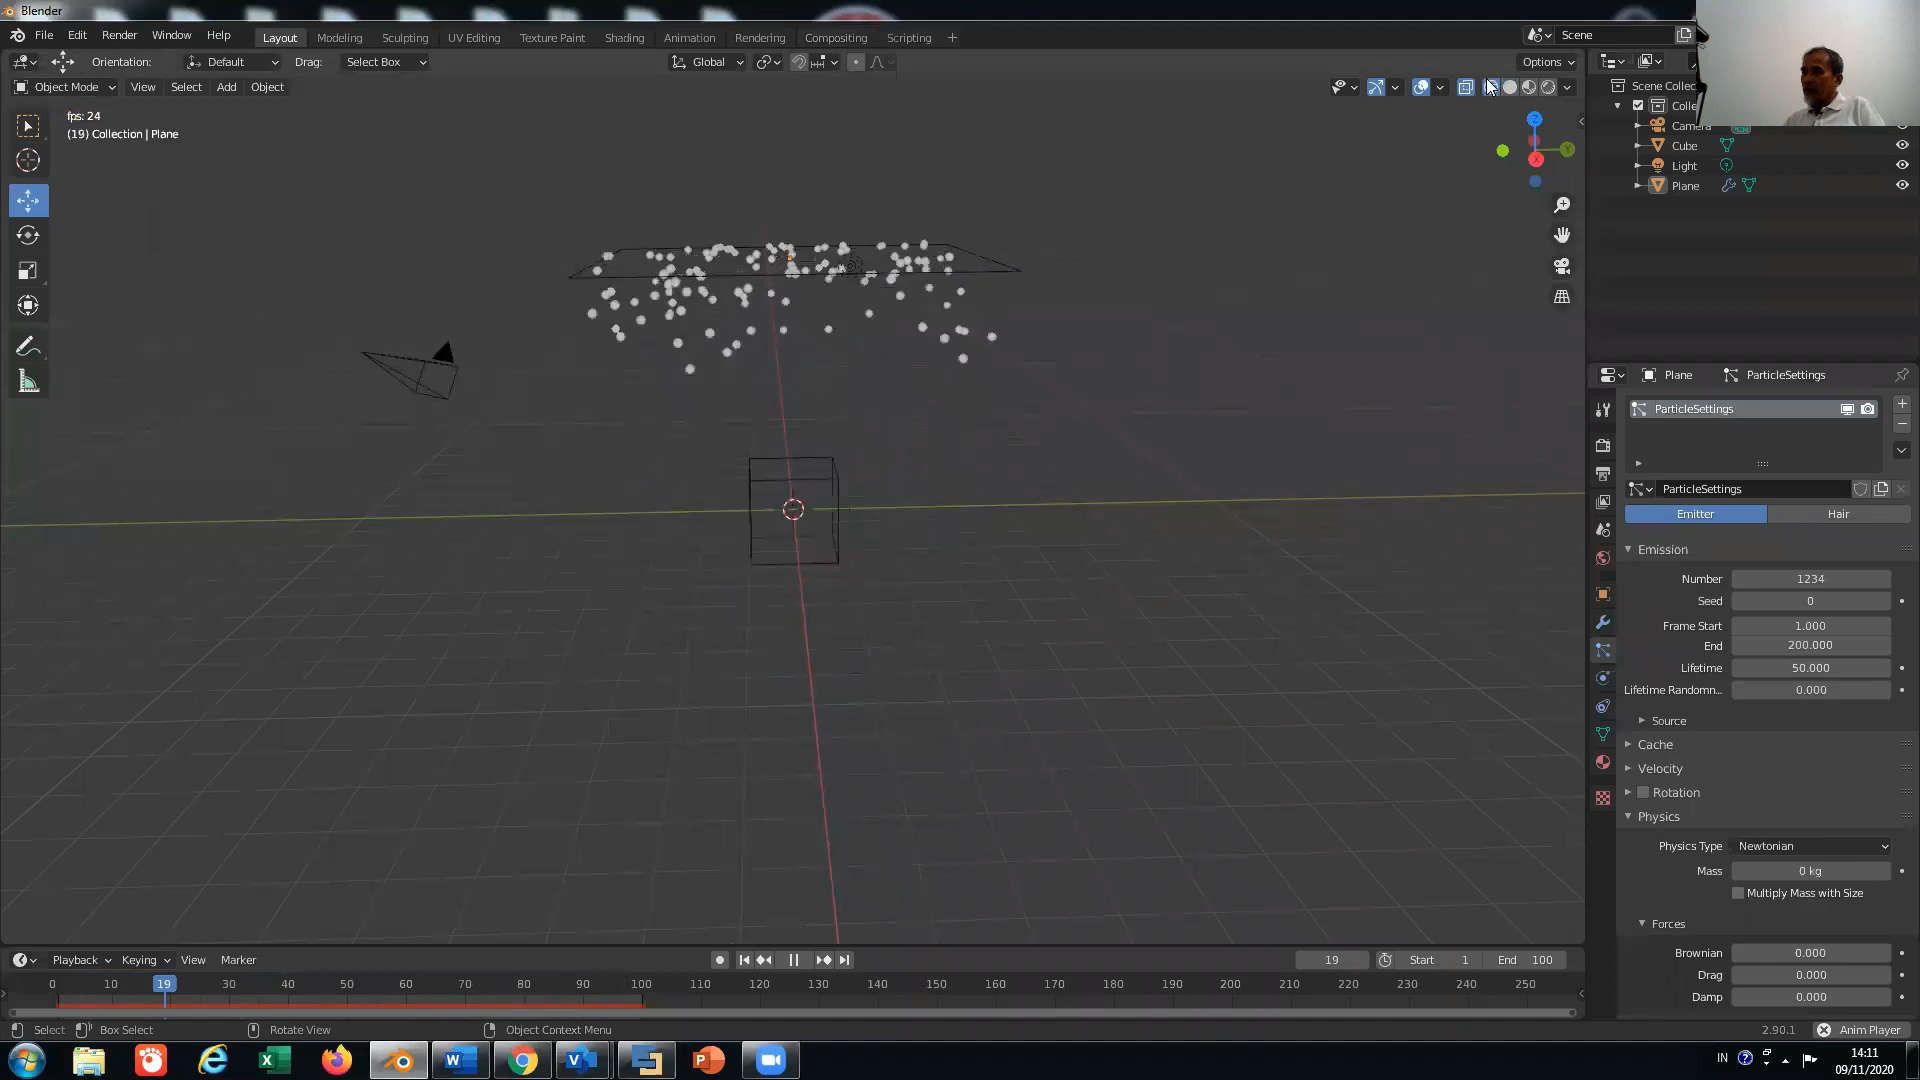 Blender
File Edit Render Window Help
Layout Modeling Sculpting UV Editing Texture Paint Shading Animation Rendering Compositing Scripting +
Scene
Orientation: Default Drag: Select Box
Global
Options
Object Mode View Select Add Object
fps: 24
(19) Collection | Plane
Z
Y
X
Scene Collec
Colle
Camera
Cube
Light
Plane
Plane ParticleSettings
ParticleSettings
ParticleSettings
Emitter Hair
Emission
Number 1234
Seed 0
Frame Start 1.000
End 200.000
Lifetime 50.000
Lifetime Randomn... 0.000
Source
Cache
Velocity
Rotation
Physics
Physics Type Newtonian
Mass 0 kg
Multiply Mass with Size
Forces
Brownian 0.000
Drag 0.000
Damp 0.000
Playback Keying View Marker
19 Start 1 End 100
0 10 19 30 40 50 60 70 80 90 100 110 120 130 140 150 160 170 180 190 200 210 220 230 240 250
Select Box Select Rotate View Object Context Menu
2.90.1 Anim Player
IN
14:11
09/11/2020